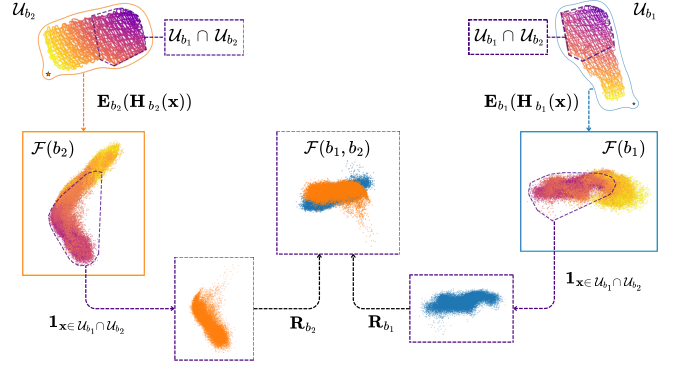 𝒰_{b_2}
𝒰_{b_1} ∩ 𝒰_{b_2}
𝒰_{b_1} ∩ 𝒰_{b_2}
𝒰_{b_1}
𝐄_{b_2}(𝐇_{b_2}(𝐱))
𝐄_{b_1}(𝐇_{b_1}(𝐱))
ℱ(b_2)
ℱ(b_1, b_2)
ℱ(b_1)
𝟏_{𝐱∈𝒰_{b_1}∩𝒰_{b_2}}
𝐑_{b_2}
𝐑_{b_1}
𝟏_{𝐱∈𝒰_{b_1}∩𝒰_{b_2}}